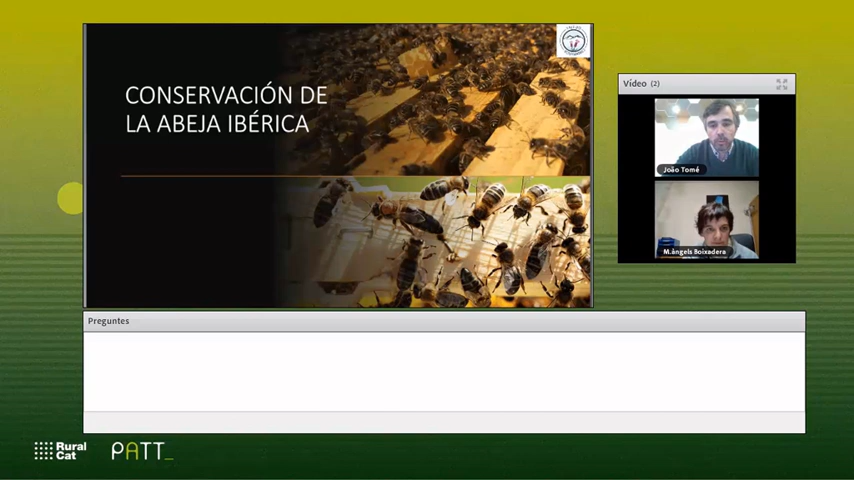 CONSERVACIÓN DE
LA ABEJA IBÉRICA
Vídeo (2)
João Tomé
M.àngels Boixadera
Preguntes
Rural
Cat
PATT_